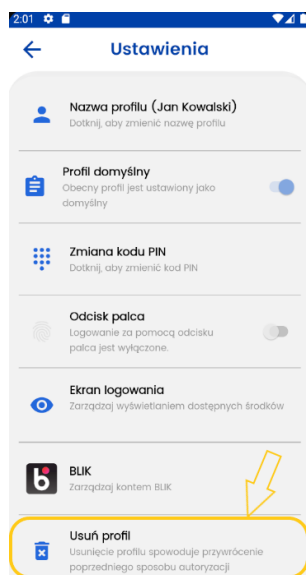 2:01
Ustawienia
Nazwa profilu (Jan Kowalski)
Dotknij, aby zmienić nazwę profilu
Profil domyślny
Obecny profil jest ustawiony jako
domyślny
Zmiana kodu PIN
Dotknij, aby zmienić kod PIN
Odcisk palca
Logowanie za pomocą odcisku
palca jest wyłączone.
Ekran logowania
Zarządzaj wyświetlaniem dostępnych środków
b
BLIK
Zarządzaj kontem BLIK
Usuń profil
Usunięcie profilu spowoduje przywrócenie
poprzedniego sposobu autoryzacji